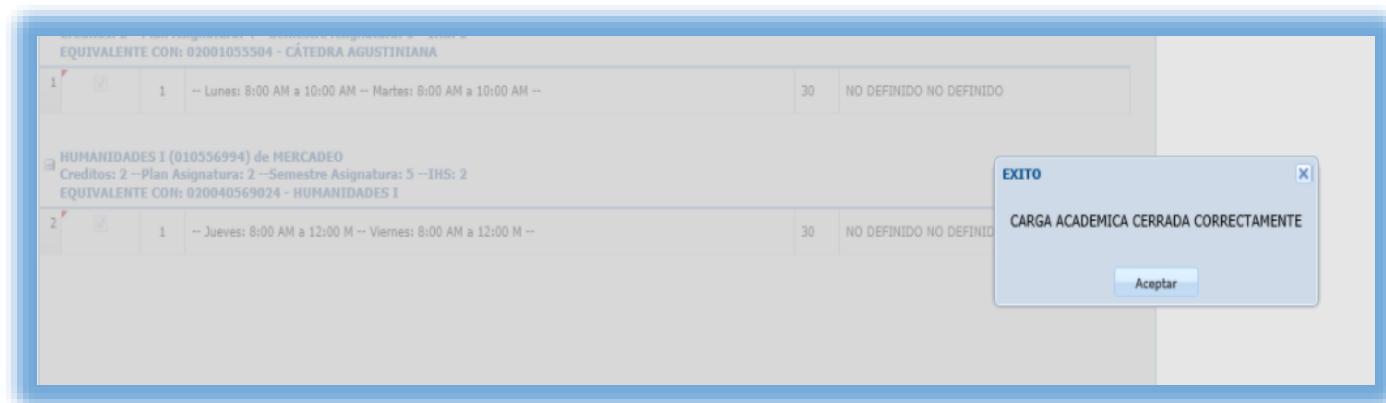 EQUIVALENTE CON: 02001055504 - CÁTEDRA AGUSTINIANA
1 1 -- Lunes: 8:00 AM a 10:00 AM -- Martes: 8:00 AM a 10:00 AM -- 30 NO DEFINIDO NO DEFINIDO
HUMANIDADES I (010556994) de MERCADEO
Creditos: 2 --Plan Asignatura: 2 --Semestre Asignatura: 5 --IHS: 2
EQUIVALENTE CON: 020040569024 - HUMANIDADES I
2 1 -- Jueves: 8:00 AM a 12:00 M -- Viernes: 8:00 AM a 12:00 M -- 30 NO DEFINIDO NO DEFINID
EXITO
CARGA ACADEMICA CERRADA CORRECTAMENTE
Aceptar